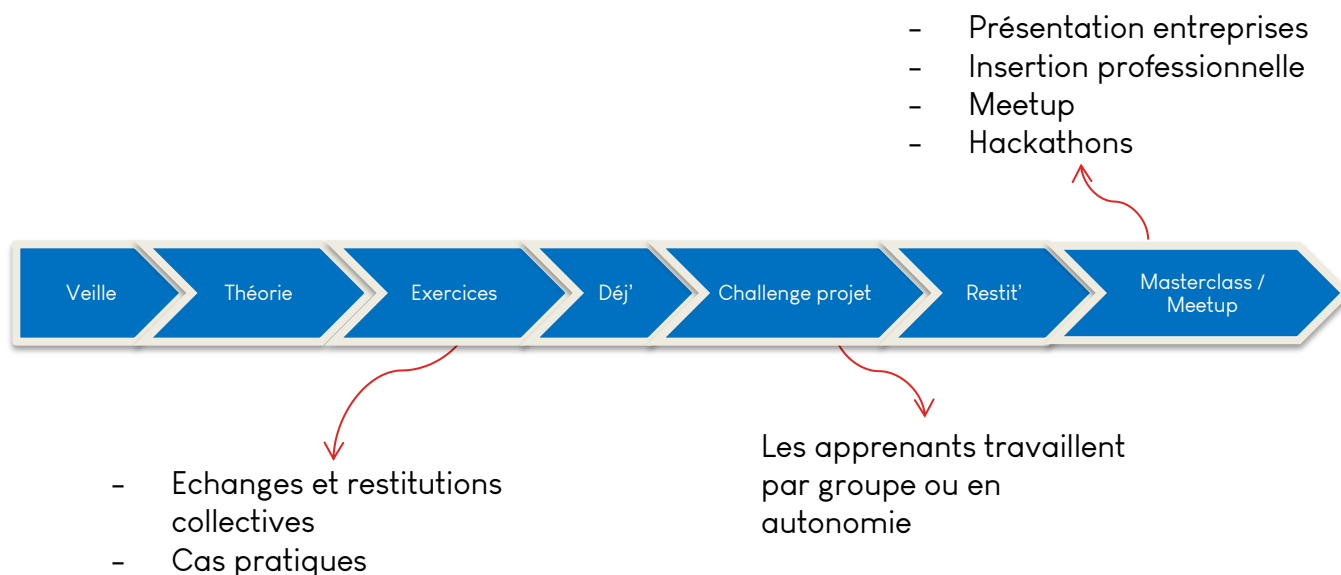 - Présentation entreprises
- Insertion professionnelle
- Meetup
- Hackathons
Veille
Théorie
Exercices
Déj'
Challenge projet
Restit'
Masterclass /
Meetup
- Echanges et restitutions
collectives
- Cas pratiques
Les apprenants travaillent
par groupe ou en
autonomie